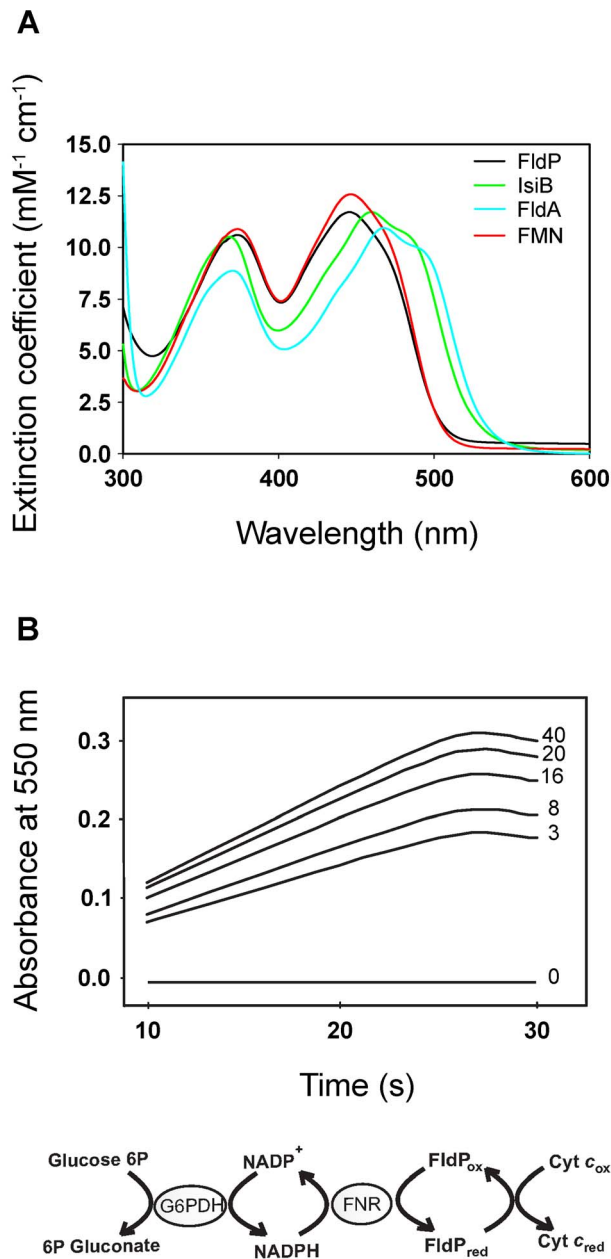 A
Extinction coefficient (mM⁻¹ cm⁻¹)
15.0
12.5
10.0
7.5
5.0
2.5
0.0
300
400
500
600
FldP
IsiB
FldA
FMN
Wavelength (nm)
B
Absorbance at 550 nm
0.3
0.2
0.1
0.0
40
20
16
8
3
0
10
20
30
Time (s)
Glucose 6P
NADP⁺
FldPox
Cyt cox
G6PDH
FNR
6P Gluconate
NADPH
FldPred
Cyt cred